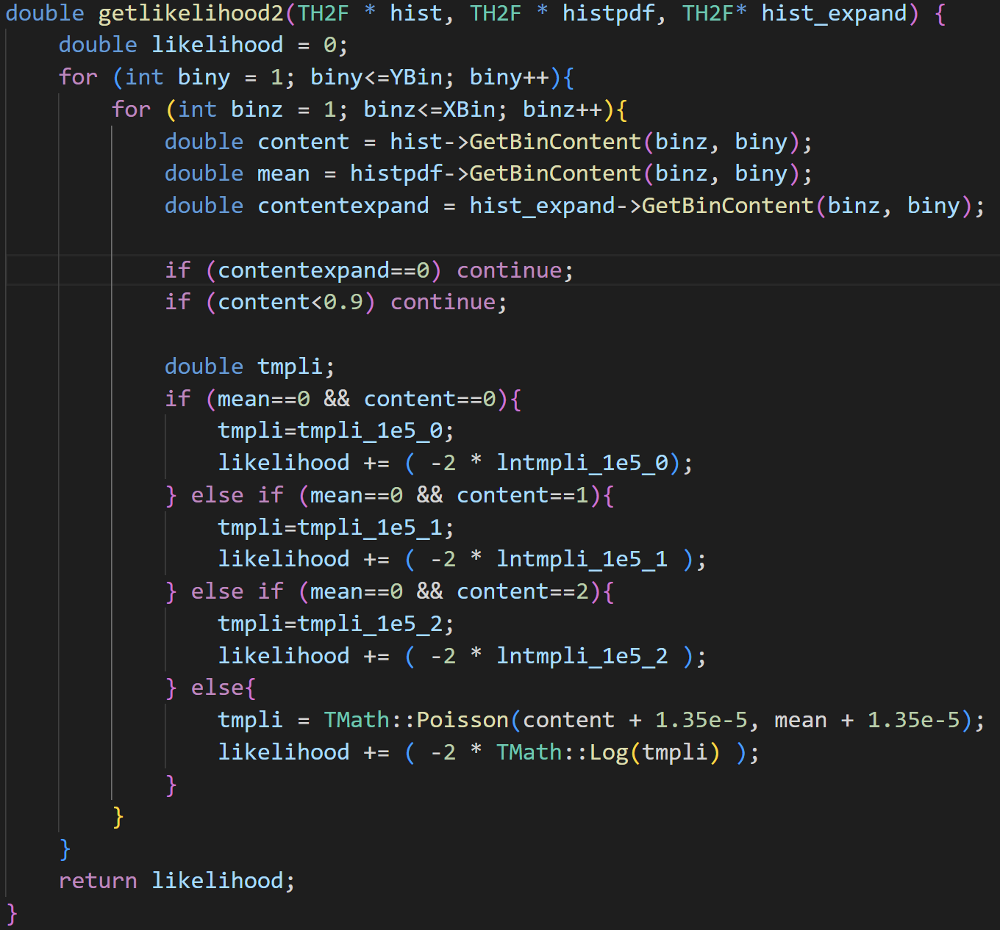 double getlikelihood2(TH2F * hist, TH2F * histpdf, TH2F* hist_expand) {
    double likelihood = 0;
    for (int biny = 1; biny<=YBin; biny++){
        for (int binz = 1; binz<=XBin; binz++){
            double content = hist->GetBinContent(binz, biny);
            double mean = histpdf->GetBinContent(binz, biny);
            double contentexpand = hist_expand->GetBinContent(binz, biny);

            if (contentexpand==0) continue;
            if (content<0.9) continue;

            double tmpli;
            if (mean==0 && content==0){
                tmpli=tmpli_1e5_0;
                likelihood += ( -2 * lntmpli_1e5_0);
            } else if (mean==0 && content==1){
                tmpli=tmpli_1e5_1;
                likelihood += ( -2 * lntmpli_1e5_1 );
            } else if (mean==0 && content==2){
                tmpli=tmpli_1e5_2;
                likelihood += ( -2 * lntmpli_1e5_2 );
            } else{
                tmpli = TMath::Poisson(content + 1.35e-5, mean + 1.35e-5);
                likelihood += ( -2 * TMath::Log(tmpli) );
            }
        }
    }
    return likelihood;
}